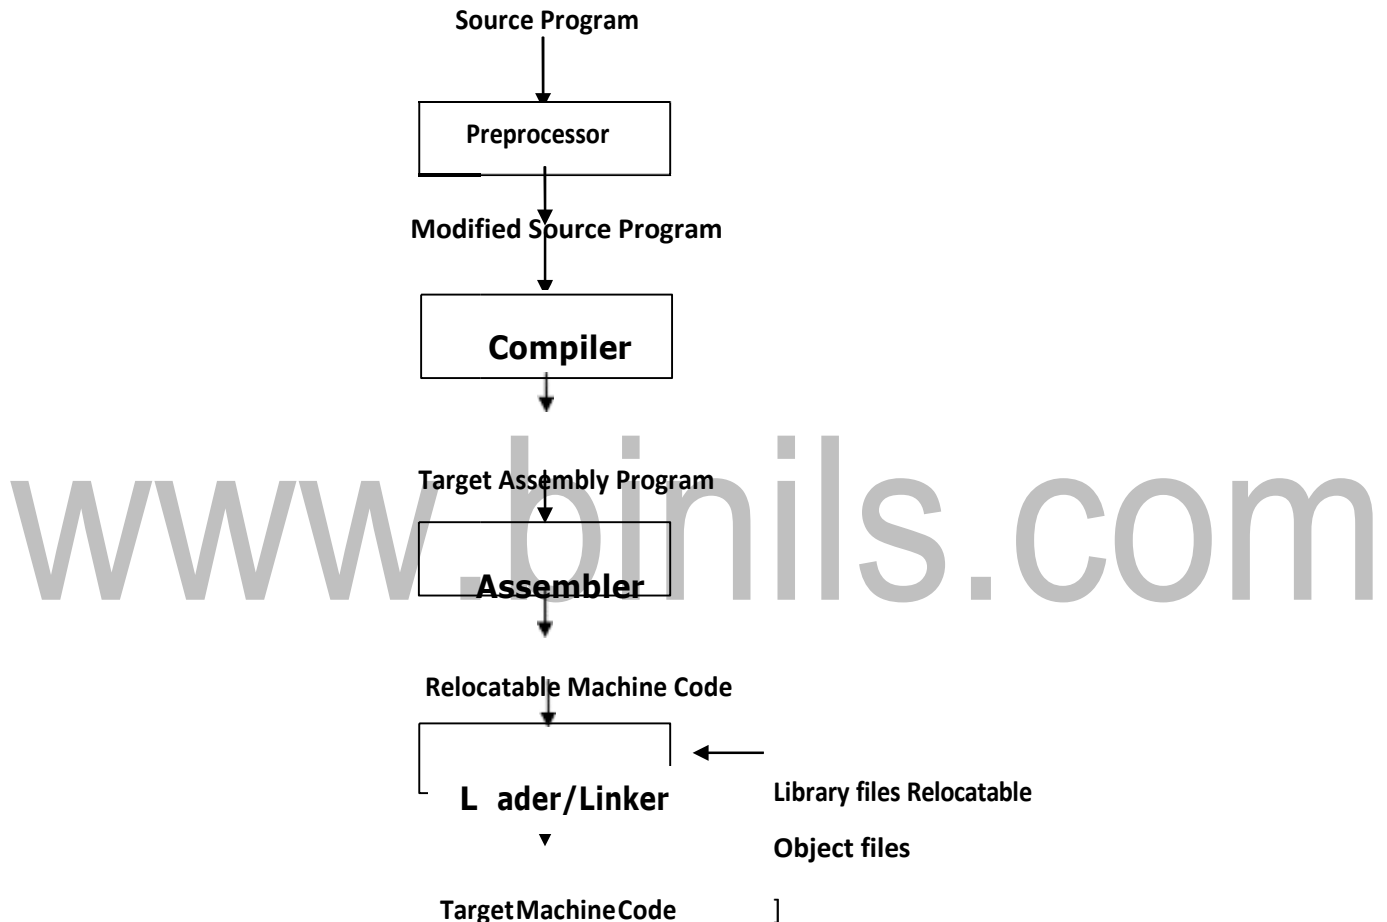 Source Program
Preprocessor
Modified Source Program
Compiler
Target Assembly Program
www.binils.com
Assembler
Relocatable Machine Code
L ader/Linker
Library files Relocatable
Object files
TargetMachineCode ]